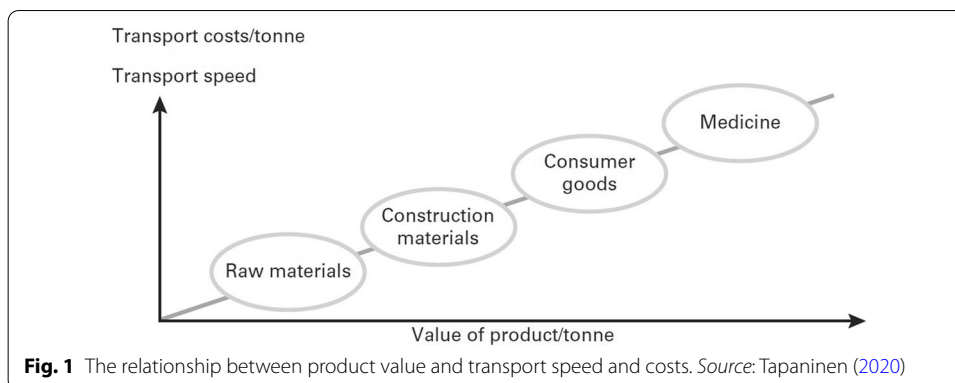 Transport costs/tonne
Transport speed
Medicine
Consumer
goods
Construction
materials
Raw materials
Value of product/tonne
Fig. 1 The relationship between product value and transport speed and costs. Source: Tapaninen (2020)